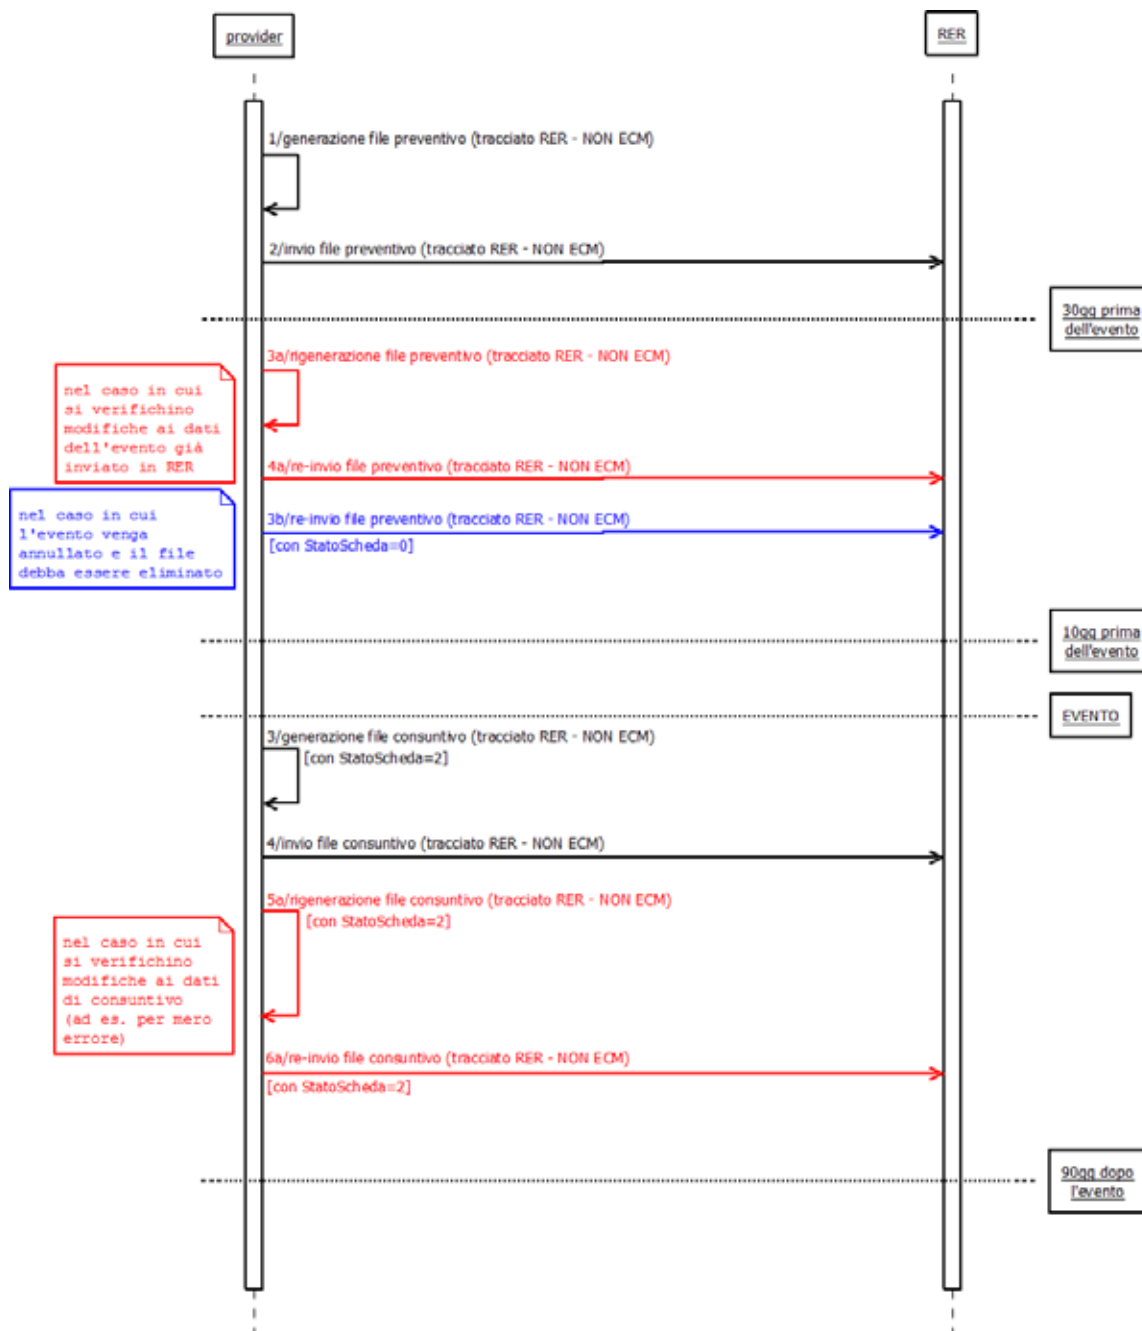 provider
RER
1/generazione file preventivo (tracciato RER - NON ECM)
2/invio file preventivo (tracciato RER - NON ECM)
30gg prima
dell'evento
3a/rigenerazione file preventivo (tracciato RER - NON ECM)
nel caso in cui
si verifichino
modifiche ai dati
dell'evento già
inviato in RER
4a/re-invio file preventivo (tracciato RER - NON ECM)
nel caso in cui
l'evento venga
annullato e il file
debba essere eliminato
3b/re-invio file preventivo (tracciato RER - NON ECM)
[con StatoScheda=0]
10gg prima
dell'evento
EVENTO
3/generazione file consuntivo (tracciato RER - NON ECM)
[con StatoScheda=2]
4/invio file consuntivo (tracciato RER - NON ECM)
5a/rigenerazione file consuntivo (tracciato RER - NON ECM)
[con StatoScheda=2]
nel caso in cui
si verifichino
modifiche ai dati
di consuntivo
(ad es. per mero
errore)
6a/re-invio file consuntivo (tracciato RER - NON ECM)
[con StatoScheda=2]
90gg dopo
l'evento